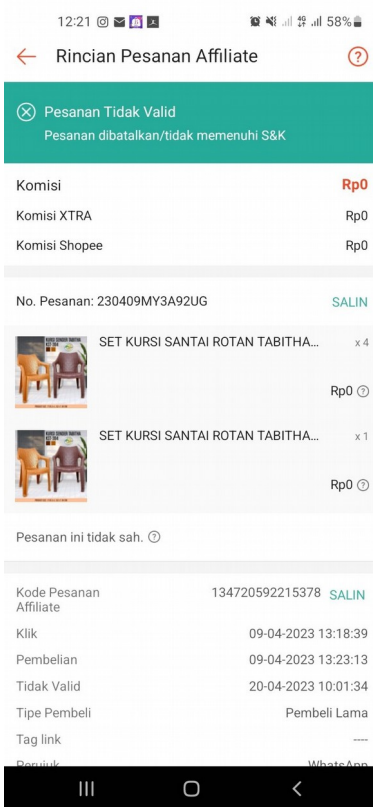 12:21
58%
Rincian Pesanan Affiliate
Pesanan Tidak Valid
Pesanan dibatalkan/tidak memenuhi S&K
Komisi Rp0
Komisi XTRA Rp0
Komisi Shopee Rp0
No. Pesanan: 230409MY3A92UG SALIN
SET KURSI SANTAI ROTAN TABITHA... x 4
Rp0
SET KURSI SANTAI ROTAN TABITHA... x 1
Rp0
Pesanan ini tidak sah.
Kode Pesanan Affiliate 134720592215378 SALIN
Klik 09-04-2023 13:18:39
Pembelian 09-04-2023 13:23:13
Tidak Valid 20-04-2023 10:01:34
Tipe Pembeli Pembeli Lama
Tag link ----
Perujuk WhatsApp